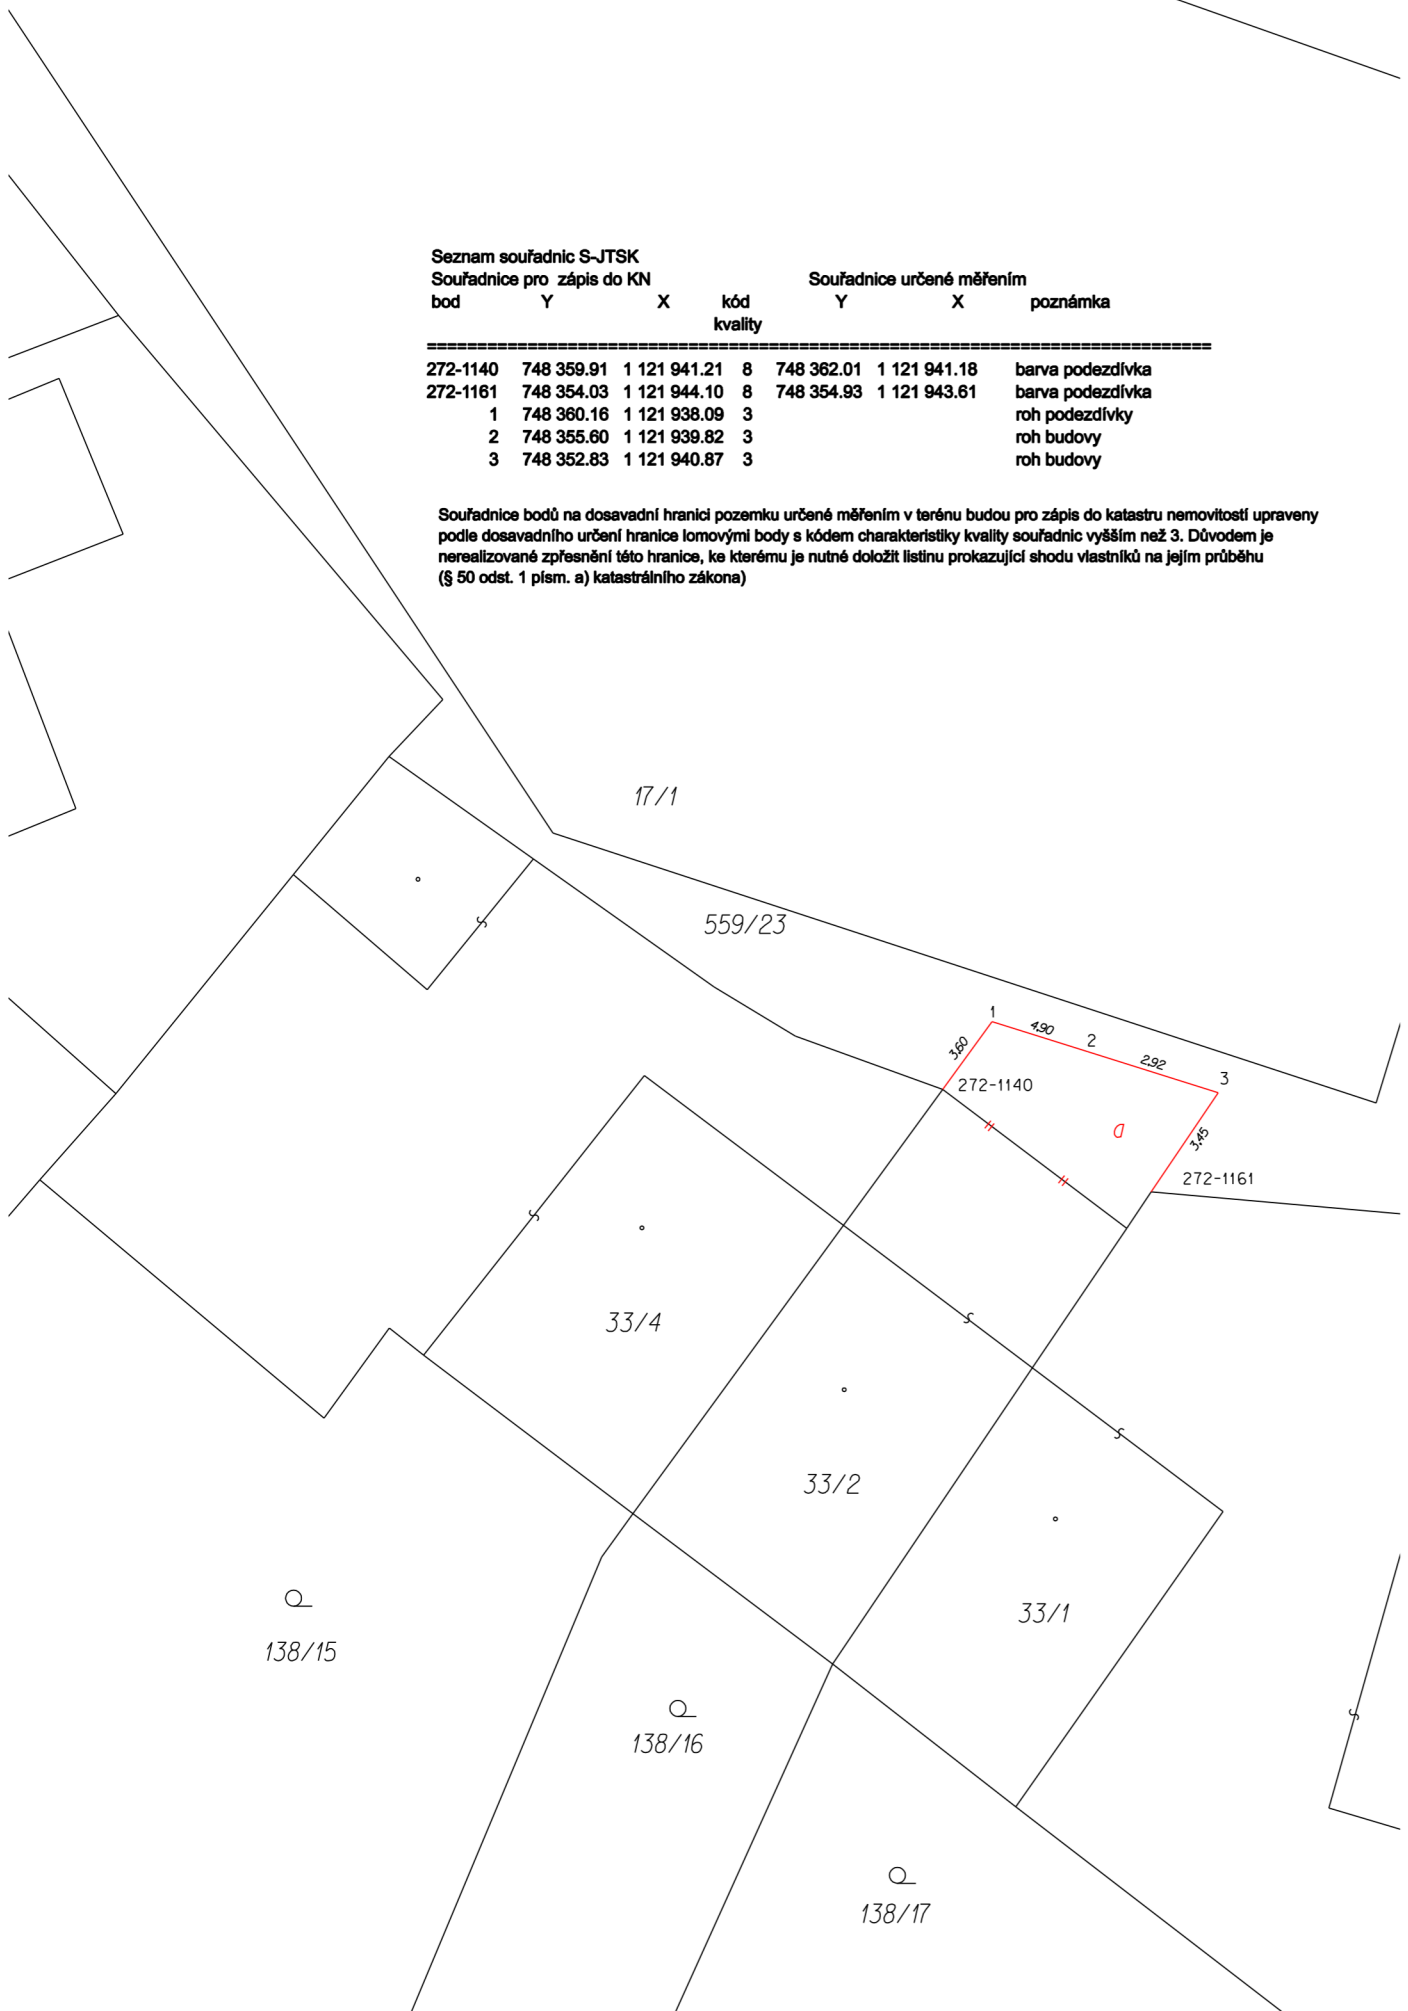 Seznam souřadnic S-JTSK
Souřadnice pro zápis do KN Souřadnice určené měřením
bod Y X kód Y X poznámka
kvality
================================================================================
272-1140 748 359.91 1 121 941.21 8 748 362.01 1 121 941.18 barva podezdívka
272-1161 748 354.03 1 121 944.10 8 748 354.93 1 121 943.61 barva podezdívka
1 748 360.16 1 121 938.09 3 roh podezdívky
2 748 355.60 1 121 939.82 3 roh budovy
3 748 352.83 1 121 940.87 3 roh budovy
Souřadnice bodů na dosavadní hranici pozemku určené měřením v terénu budou pro zápis do katastru nemovitostí upraveny
podle dosavadního určení hranice lomovými body s kódem charakteristiky kvality souřadnic vyšším než 3. Důvodem je
nerealizované zpřesnění této hranice, ke kterému je nutné doložit listinu prokazující shodu vlastníků na jejím průběhu
(§ 50 odst. 1 písm. a) katastrálního zákona)
17/1
559/23
1
4.90
2
2.92
3
3.60
272-1140
a
3.45
272-1161
33/4
33/2
33/1
138/15
138/16
138/17